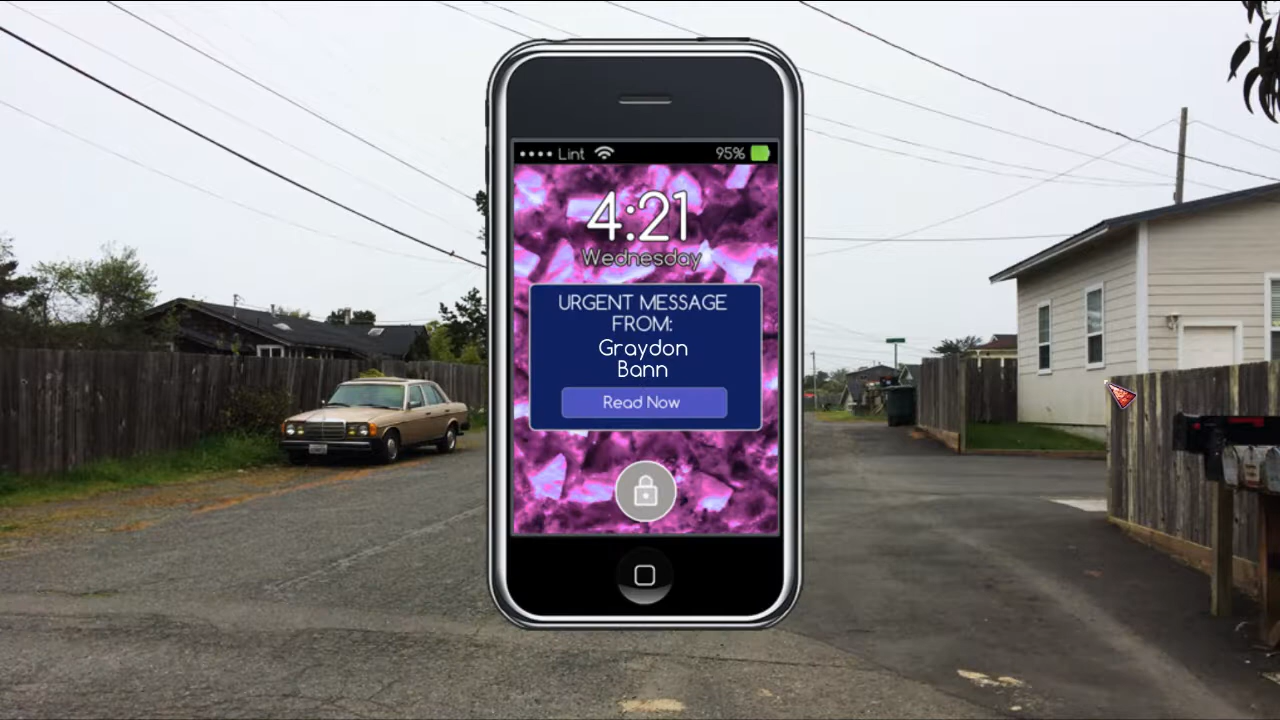 Lint 95%
4:21
Wednesday
URGENT MESSAGE
FROM:
Graydon
Bann
Read Now